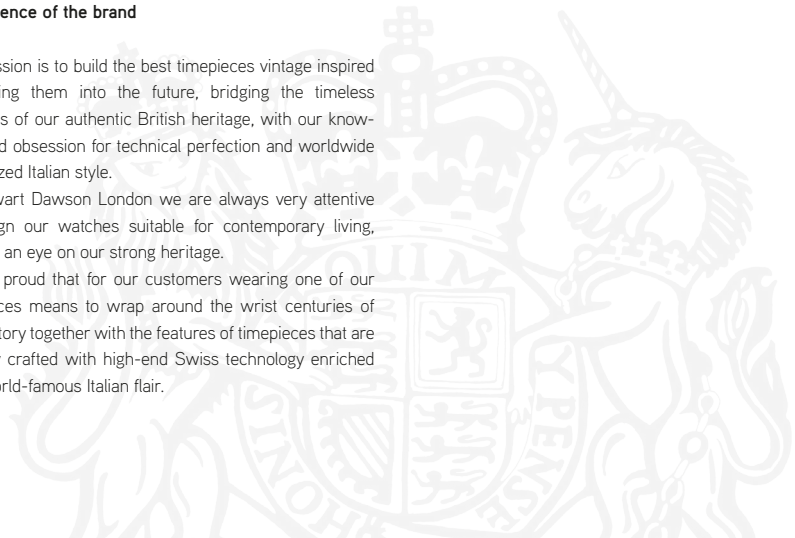 ence of the brand
ssion is to build the best timepieces vintage inspired
ing them into the future, bridging the timeless
s of our authentic British heritage, with our know-
d obsession for technical perfection and worldwide
zed Italian style.
wart Dawson London we are always very attentive
gn our watches suitable for contemporary living,
an eye on our strong heritage.
proud that for our customers wearing one of our
ces means to wrap around the wrist centuries of
tory together with the features of timepieces that are
crafted with high-end Swiss technology enriched
rld-famous Italian flair.
HONI S
QUI
YPENSE